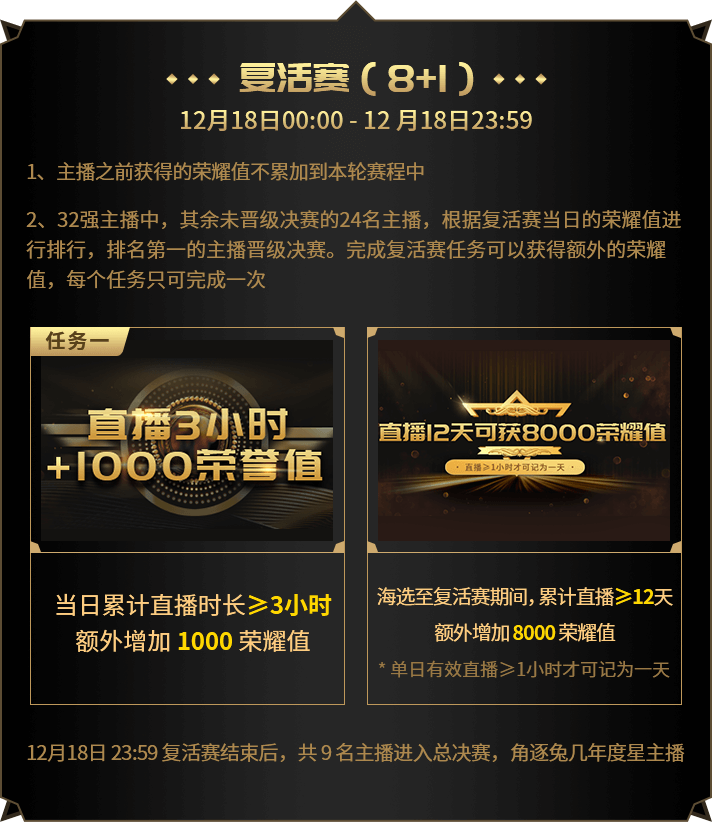 复活赛（8+1）
12月18日00:00 - 12 月18日23:59
1、主播之前获得的荣耀值不累加到本轮赛程中
2、32强主播中，其余未晋级决赛的24名主播，根据复活赛当日的荣耀值进
行排行，排名第一的主播晋级决赛。完成复活赛任务可以获得额外的荣耀
值，每个任务只可完成一次
任务一
直播3小时
+1000荣誉值
直播12天可获8000荣耀值
· 直播≥1小时才可记为一天 ·
当日累计直播时长≥3小时
额外增加 1000 荣耀值
海选至复活赛期间，累计直播≥12天
额外增加 8000 荣耀值
* 单日有效直播≥1小时才可记为一天
12月18日 23:59 复活赛结束后，共 9 名主播进入总决赛，角逐兔几年度星主播